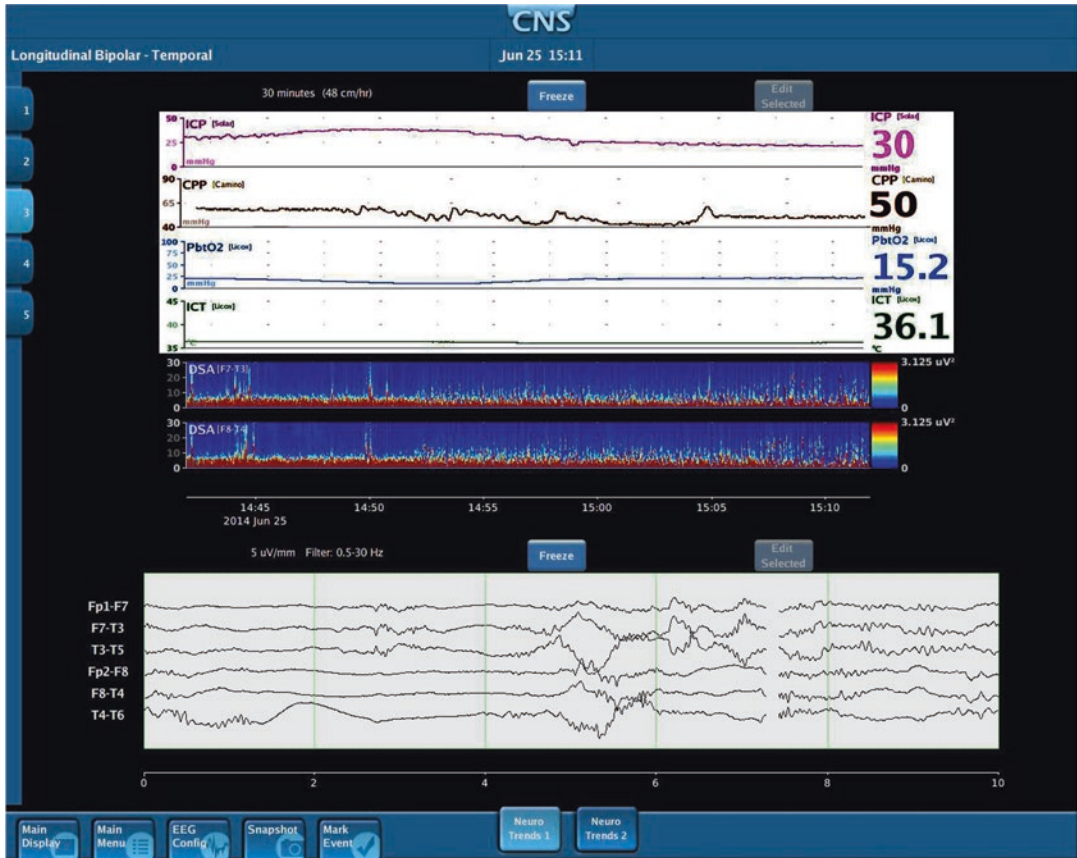 CNS
Longitudinal Bipolar - Temporal
Jun 25 15:11
30 minutes (48 cm/hr)
Freeze
Edit
Selected
1
2
3
4
5
50
ICP [Solar]
25
mmHg
0
ICP [Solar]
30
mmHg
90
CPP [Camino]
65
mmHg
40
CPP [Camino]
50
mmHg
100
PbtO2 [Licox]
75
50
25
mmHg
0
PbtO2 [Licox]
15.2
mmHg
45
ICT [Licox]
40
°C
35
ICT [Licox]
36.1
°C
30
DSA [F7-T3]
20
10
0
3.125 uV²
0
30
DSA [F8-T4]
20
10
0
3.125 uV²
0
14:45 14:50 14:55 15:00 15:05 15:10
2014 Jun 25
5 uV/mm Filter: 0.5-30 Hz
Freeze
Edit
Selected
Fp1-F7
F7-T3
T3-T5
Fp2-F8
F8-T4
T4-T6
0 2 4 6 8 10
Main
Display
Main
Menu
EEG
Config
Snapshot
Mark
Event
Neuro
Trends 1
Neuro
Trends 2